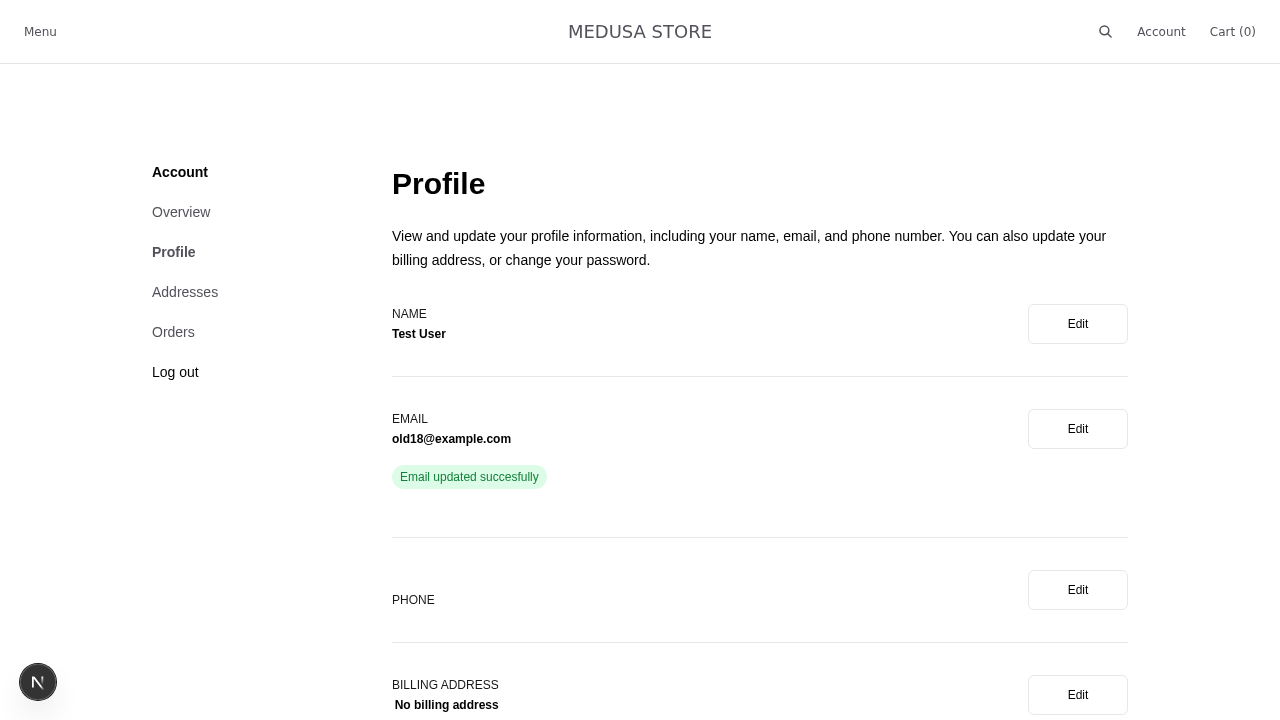 Menu
MEDUSA STORE
Account
Cart (0)
Account
Overview
Profile
Addresses
Orders
Log out
Profile
View and update your profile information, including your name, email, and phone number. You can also update your
billing address, or change your password.
NAME
Test User
Edit
EMAIL
old18@example.com
Edit
Email updated succesfully
PHONE
Edit
BILLING ADDRESS
No billing address
Edit
N